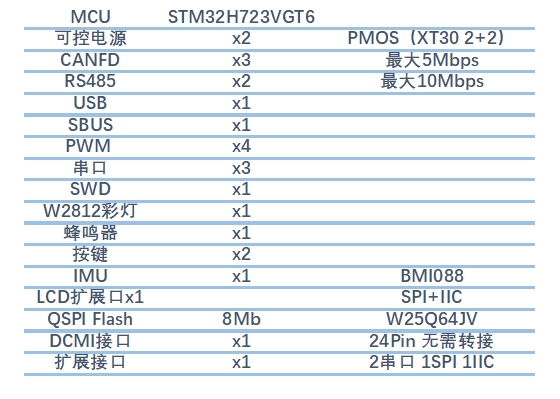 MCU STM32H723VGT6
可控电源 x2 PMOS（XT30 2+2）
CANFD x3 最大5Mbps
RS485 x2 最大10Mbps
USB x1
SBUS x1
PWM x4
串口 x3
SWD x1
W2812彩灯 x1
蜂鸣器 x1
按键 x2
IMU x1 BMI088
LCD扩展口x1 SPI+IIC
QSPI Flash 8Mb W25Q64JV
DCMI接口 x1 24Pin 无需转接
扩展接口 x1 2串口 1SPI 1IIC